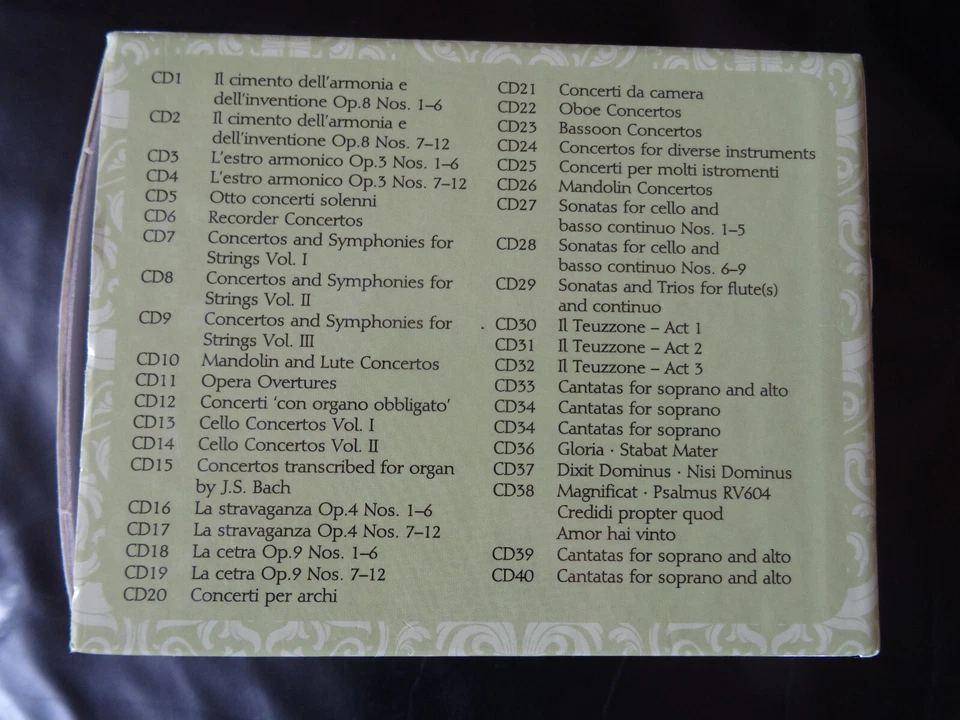 CD1 Il cimento dell'armonia e
dell'inventione Op.8 Nos. 1–6
CD2 Il cimento dell'armonia e
dell'inventione Op.8 Nos. 7–12
CD3 L'estro armonico Op.3 Nos. 1–6
CD4 L'estro armonico Op.3 Nos. 7–12
CD5 Otto concerti solenni
CD6 Recorder Concertos
CD7 Concertos and Symphonies for
Strings Vol. I
CD8 Concertos and Symphonies for
Strings Vol. II
CD9 Concertos and Symphonies for
Strings Vol. III
CD10 Mandolin and Lute Concertos
CD11 Opera Overtures
CD12 Concerti 'con organo obbligato'
CD13 Cello Concertos Vol. I
CD14 Cello Concertos Vol. II
CD15 Concertos transcribed for organ
by J.S. Bach
CD16 La stravaganza Op.4 Nos. 1–6
CD17 La stravaganza Op.4 Nos. 7–12
CD18 La cetra Op.9 Nos. 1–6
CD19 La cetra Op.9 Nos. 7–12
CD20 Concerti per archi
CD21 Concerti da camera
CD22 Oboe Concertos
CD23 Bassoon Concertos
CD24 Concertos for diverse instruments
CD25 Concerti per molti istromenti
CD26 Mandolin Concertos
CD27 Sonatas for cello and
basso continuo Nos. 1–5
CD28 Sonatas for cello and
basso continuo Nos. 6–9
CD29 Sonatas and Trios for flute(s)
and continuo
CD30 Il Teuzzone – Act 1
CD31 Il Teuzzone – Act 2
CD32 Il Teuzzone – Act 3
CD33 Cantatas for soprano and alto
CD34 Cantatas for soprano
CD34 Cantatas for soprano
CD36 Gloria · Stabat Mater
CD37 Dixit Dominus · Nisi Dominus
CD38 Magnificat · Psalmus RV604
Credidi propter quod
Amor hai vinto
CD39 Cantatas for soprano and alto
CD40 Cantatas for soprano and alto